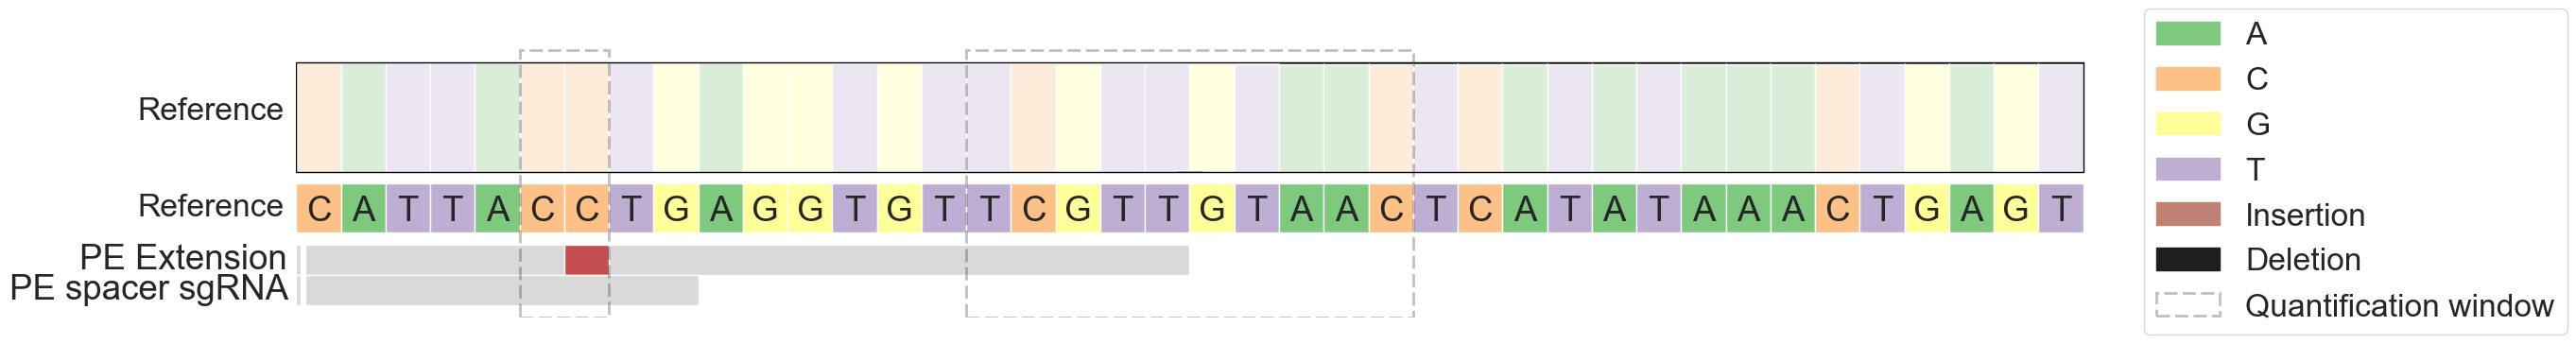 Reference
Reference C A T T A C C T G A G G T G T T C G T T G T A A C T C A T A T A A A C T G A G T
PE Extension
PE spacer sgRNA
A
C
G
T
Insertion
Deletion
Quantification window